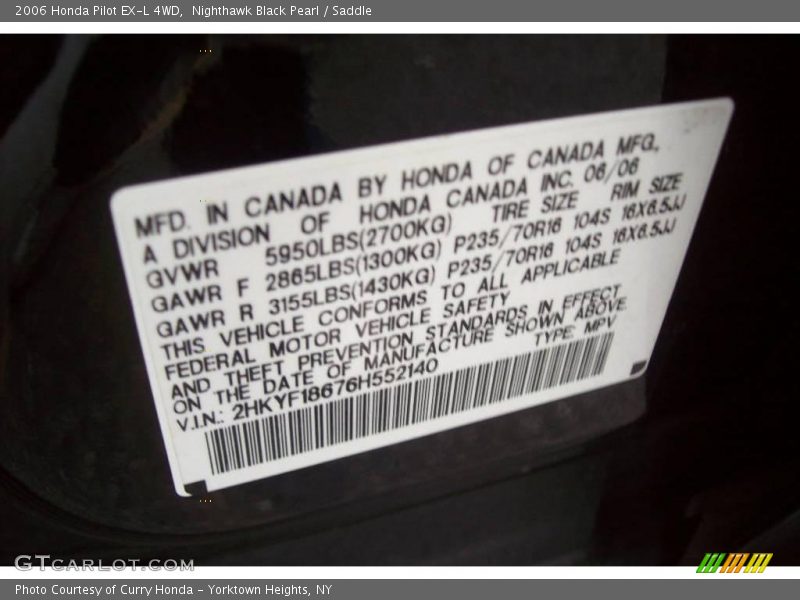 2006 Honda Pilot EX-L 4WD,  Nighthawk Black Pearl / Saddle
MFD. IN CANADA BY HONDA OF CANADA MFG.,
A DIVISION OF HONDA CANADA INC. 06/06
GVWR 5950LBS(2700KG) TIRE SIZE RIM SIZE
GAWR F 2865LBS(1300KG) P235/70R16 104S 16X6.5JJ
GAWR R 3155LBS(1430KG) P235/70R16 104S 16X6.5JJ
THIS VEHICLE CONFORMS TO ALL APPLICABLE
FEDERAL MOTOR VEHICLE SAFETY
AND THEFT PREVENTION STANDARDS IN EFFECT
ON THE DATE OF MANUFACTURE SHOWN ABOVE.
V.I.N.: 2HKYF18676H552140 TYPE: MPV
GTCARLOT.COM
Photo Courtesy of Curry Honda - Yorktown Heights, NY